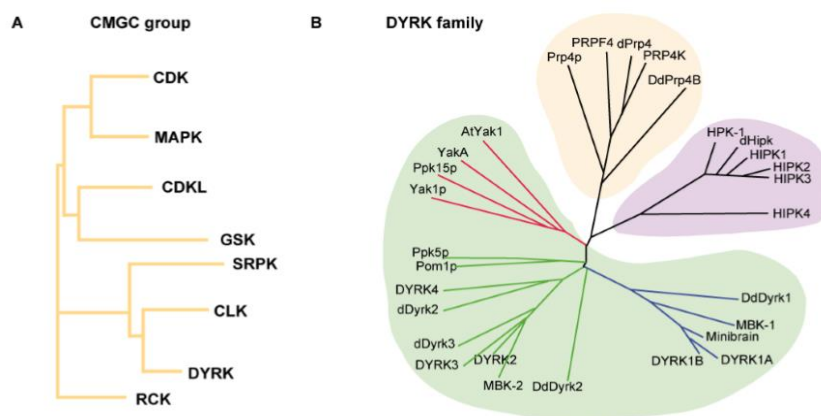 A
CMGC group
CDK
MAPK
CDKL
GSK
SRPK
CLK
DYRK
RCK
B
DYRK family
PRPF4
dPrp4
Prp4p
PRP4K
DdPrp4B
AtYak1
YakA
Ppk15p
Yak1p
HPK-1
dHipk
HIPK1
HIPK2
HIPK3
HIPK4
Ppk5p
Pom1p
DYRK4
dDyrk2
dDyrk3
DYRK3
DYRK2
MBK-2
DdDyrk2
DdDyrk1
MBK-1
Minibrain
DYRK1B
DYRK1A